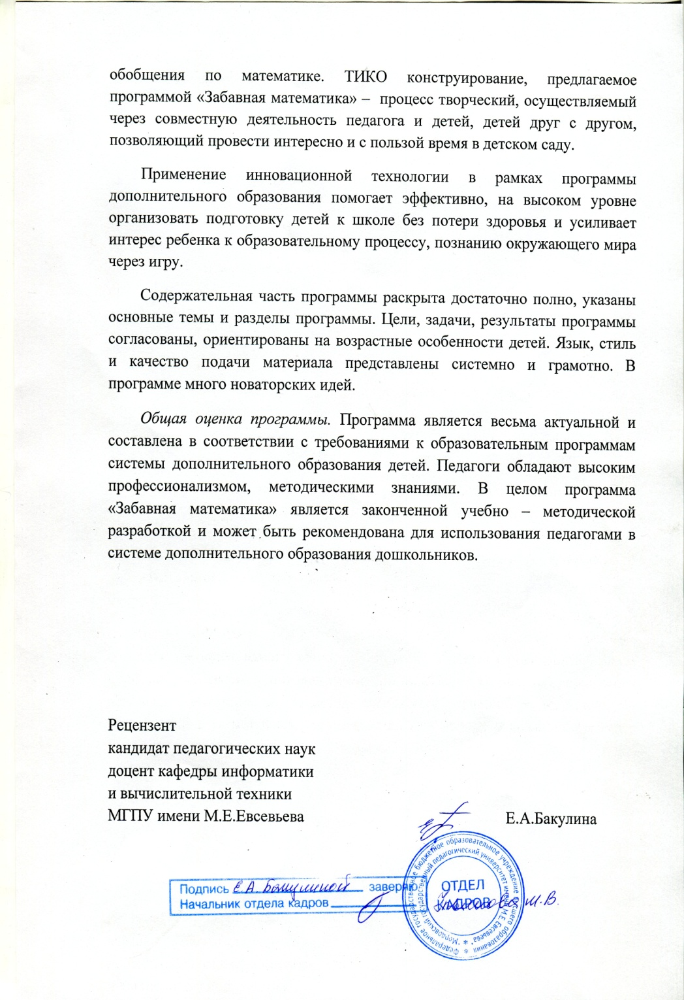 обобщения по математике. ТИКО конструирование, предлагаемое
программой «Забавная математика» – процесс творческий, осуществляемый
через совместную деятельность педагога и детей, детей друг с другом,
позволяющий провести интересно и с пользой время в детском саду.
Применение инновационной технологии в рамках программы
дополнительного образования помогает эффективно, на высоком уровне
организовать подготовку детей к школе без потери здоровья и усиливает
интерес ребенка к образовательному процессу, познанию окружающего мира
через игру.
Содержательная часть программы раскрыта достаточно полно, указаны
основные темы и разделы программы. Цели, задачи, результаты программы
согласованы, ориентированы на возрастные особенности детей. Язык, стиль
и качество подачи материала представлены системно и грамотно. В
программе много новаторских идей.
Общая оценка программы. Программа является весьма актуальной и
составлена в соответствии с требованиями к образовательным программам
системы дополнительного образования детей. Педагоги обладают высоким
профессионализмом, методическими знаниями. В целом программа
«Забавная математика» является законченной учебно – методической
разработкой и может быть рекомендована для использования педагогами в
системе дополнительного образования дошкольников.
Рецензент
кандидат педагогических наук
доцент кафедры информатики
и вычислительной техники
МГПУ имени М.Е.Евсевьева
Е.А.Бакулина
Подпись Е.А. Бакулиной заверяю
Начальник отдела кадров
М.В.
ОТДЕЛ
КАДРОВ
Федеральное государственное бюджетное образовательное учреждение высшего образования
"Мордовский государственный педагогический университет имени М.Е. Евсевьева"